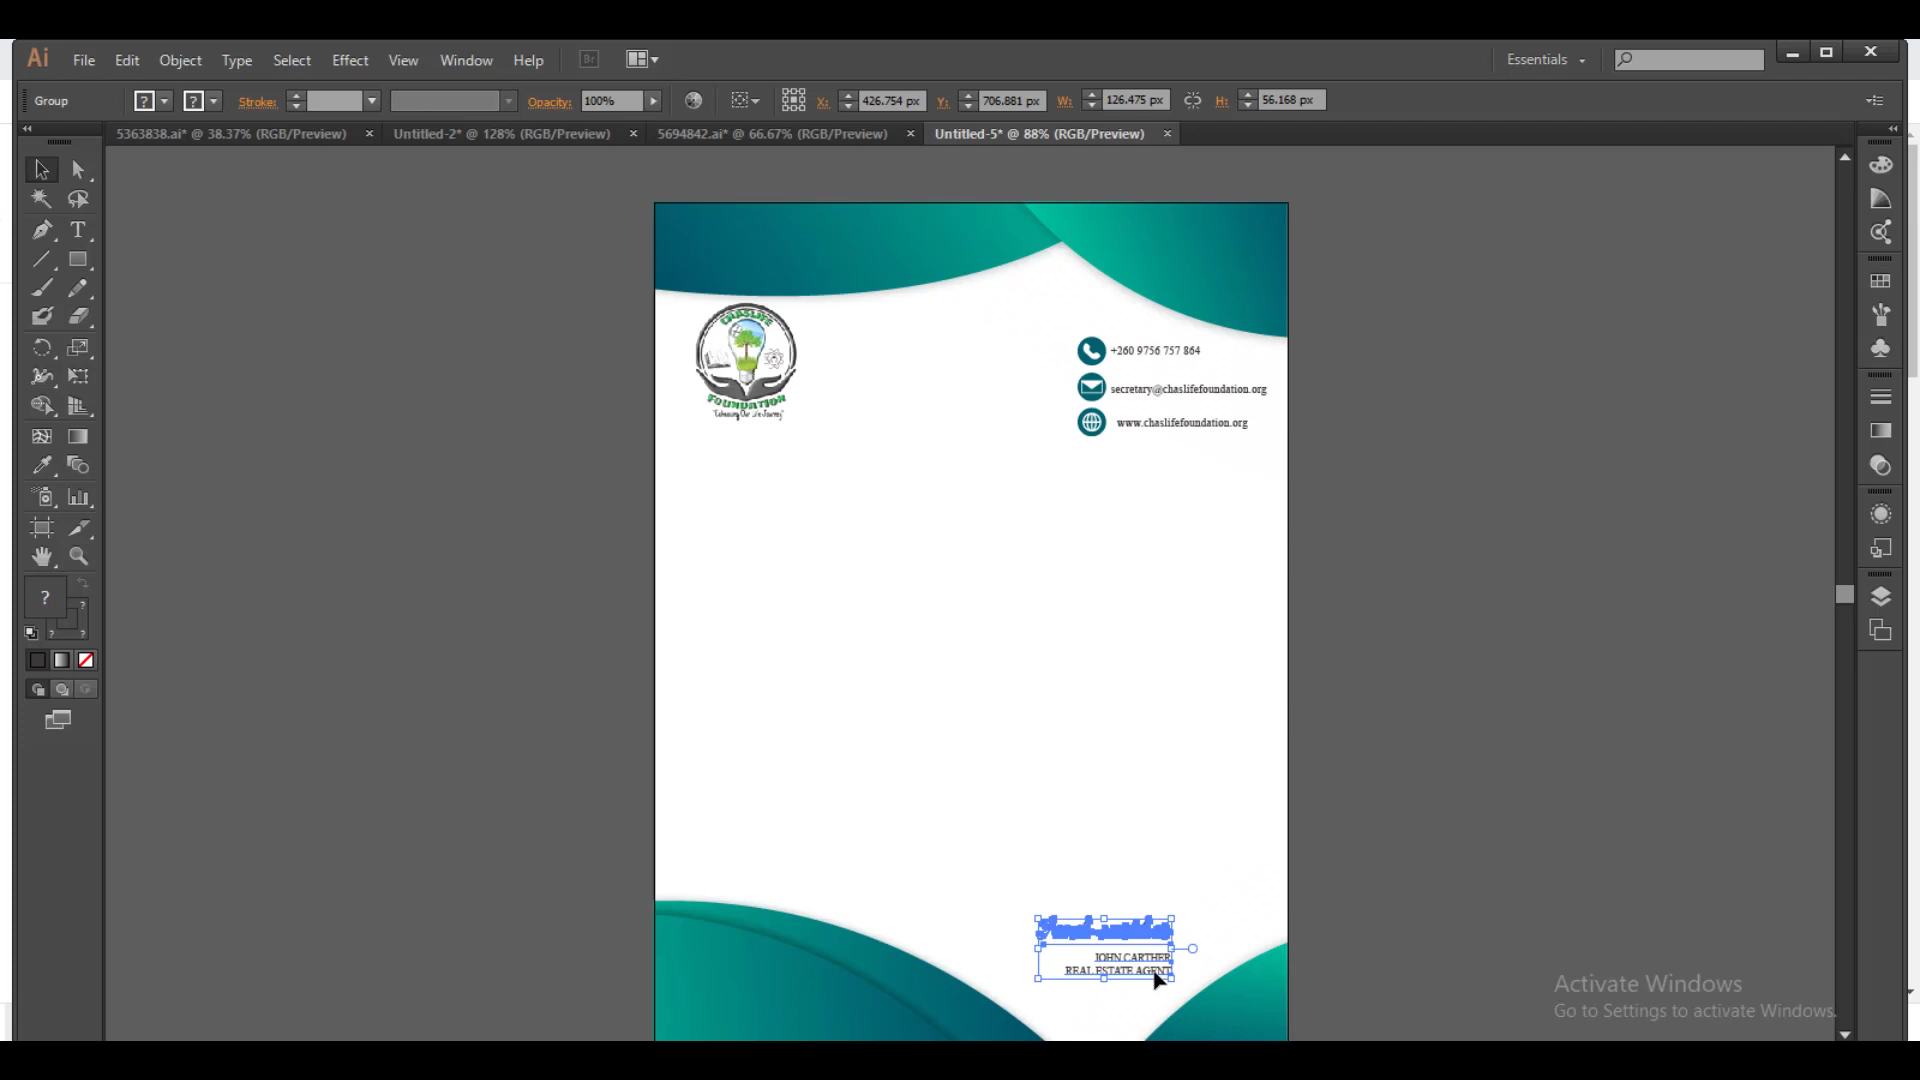 Ai File Edit Object Type Select Effect View Window Help Br Essentials
Group Stroke: Opacity: 100% X: 426.754 px Y: 706.881 px W: 126.475 px H: 56.168 px
5363838.ai* @ 38.37% (RGB/Preview) Untitled-2* @ 128% (RGB/Preview) 5694842.ai* @ 66.67% (RGB/Preview) Untitled-5* @ 88% (RGB/Preview)
CHASLIFE
FOUNDATION
+260 9756 757 864
secretary@chaslifefoundation.org
www.chaslifefoundation.org
JOHN CARTHER
REAL ESTATE AGENT
Activate Windows
Go to Settings to activate Windows.